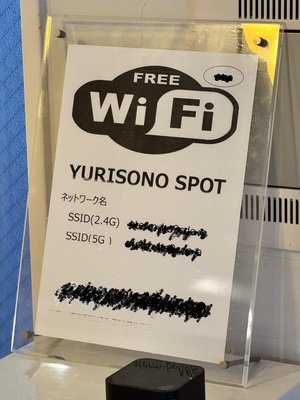 FREE
WiFi
YURISONO SPOT
ネットワーク名
SSID(2.4G)
SSID(5G )